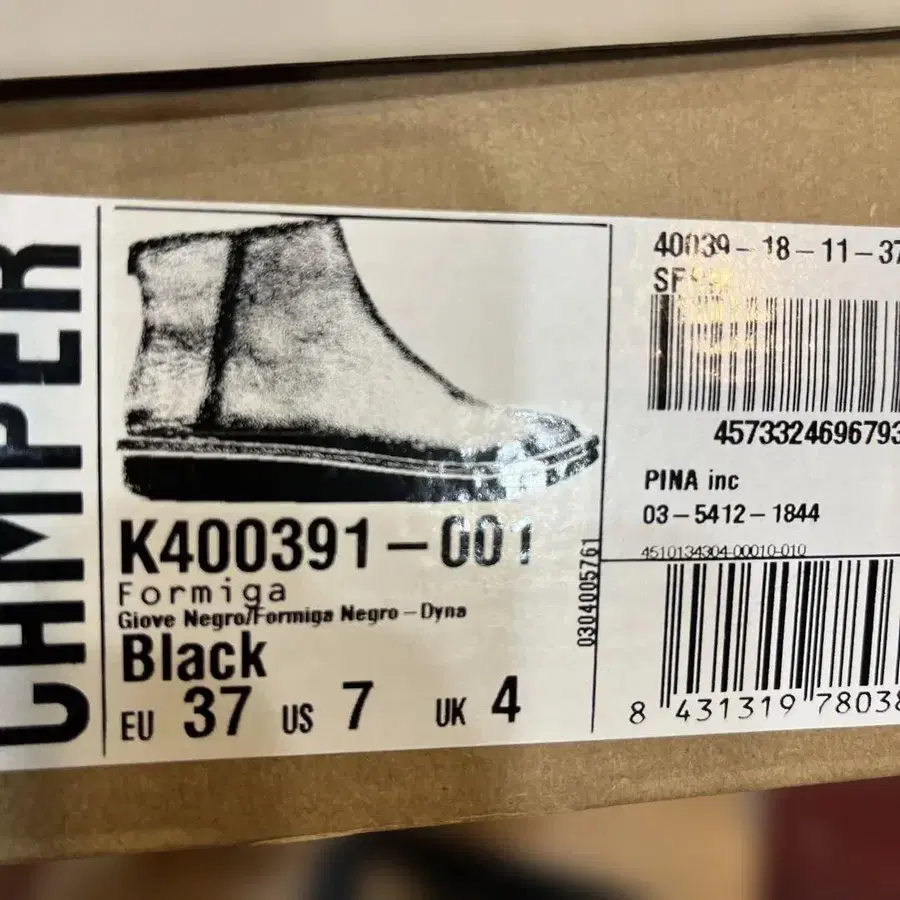 CAMPER
K400391-001
Formiga
Giove Negro/Formiga Negro-Dyna
Black
EU 37 US 7 UK 4
0304005761
40039-18-11-37
4573324696793
PINA inc
03-5412-1844
4510134304-00010-010
8 431319 78038